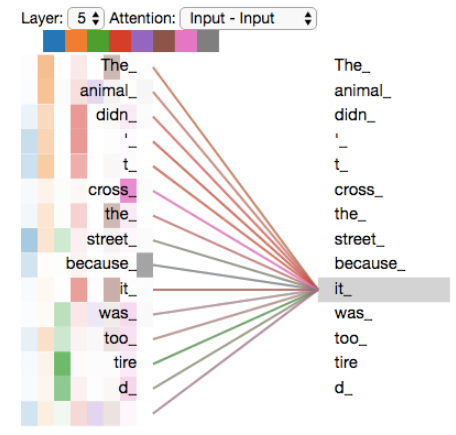 Layer: 5 Attention: Input - Input
The_ The_
animal_ animal_
didn_ didn_
'_ '_
t_ t_
cross_ cross_
the_ the_
street_ street_
because_ because_
it_ it_
was_ was_
too_ too_
tire tire
d_ d_